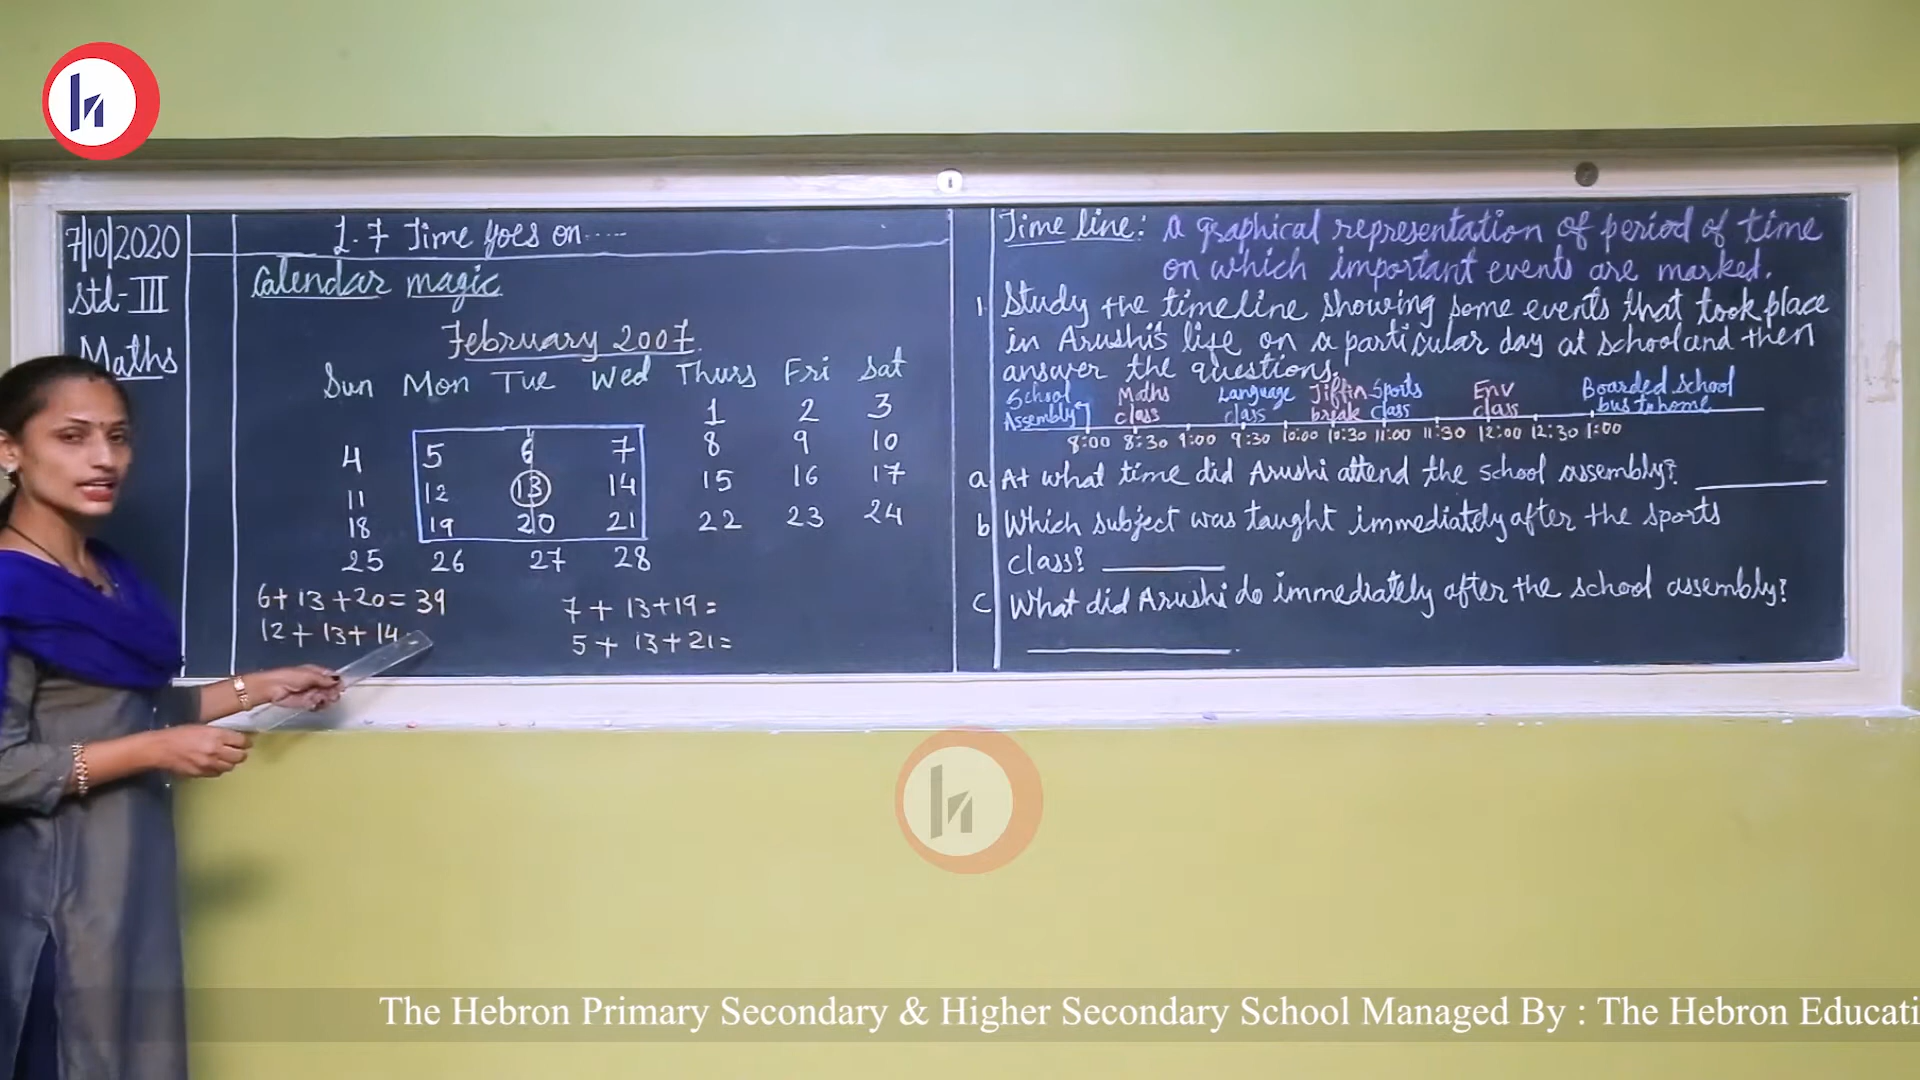 7/10/2020
Std-III
Maths
L.7 Time Goes on.....
Calendar magic
February 2007
Sun Mon Tue Wed Thurs Fri Sat
1 2 3
4 5 6 7 8 9 10
11 12 13 14 15 16 17
18 19 20 21 22 23 24
25 26 27 28
6+13+20=39
12+13+14=
7+13+19=
5+13+21=
Time line: A graphical representation of period of time
on which important events are marked.
1. Study the timeline showing some events that took place
in Arushi's life on a particular day at school and then
answer the questions.
School Assembly
Maths class
Language class
Tiffin break
Sports class
Env class
Boarded school bus to home
8:00 8:30 9:00 9:30 10:00 10:30 11:00 11:30 12:00 12:30 1:00
a. At what time did Arushi attend the school assembly? ________
b Which subject was taught immediately after the sports
class? ________
c What did Arushi do immediately after the school assembly?
________.
The Hebron Primary Secondary & Higher Secondary School Managed By : The Hebron Educati